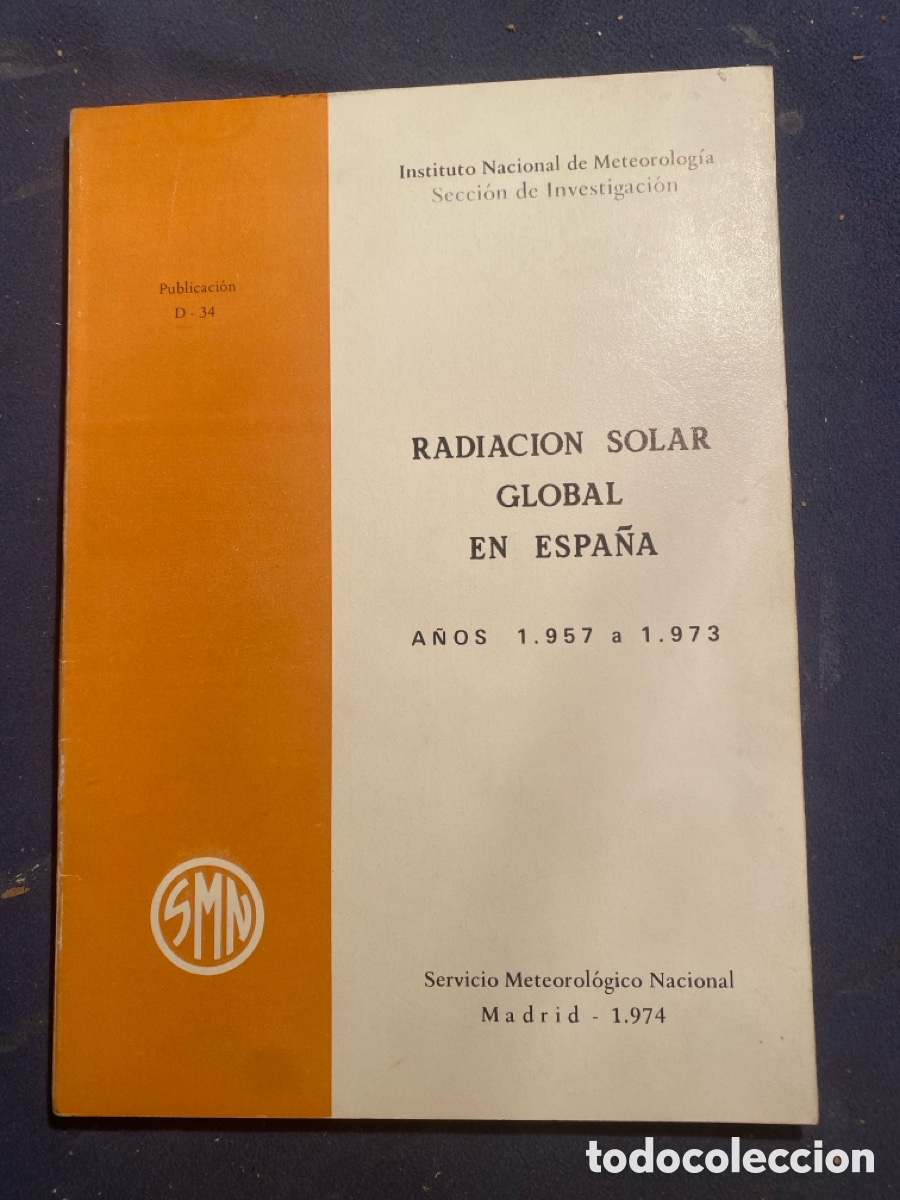 Instituto Nacional de Meteorología
Sección de Investigación
Publicación
D - 34
RADIACION SOLAR
GLOBAL
EN ESPAÑA
AÑOS 1.957 a 1.973
SMN
Servicio Meteorológico Nacional
Madrid - 1.974
todocoleccion